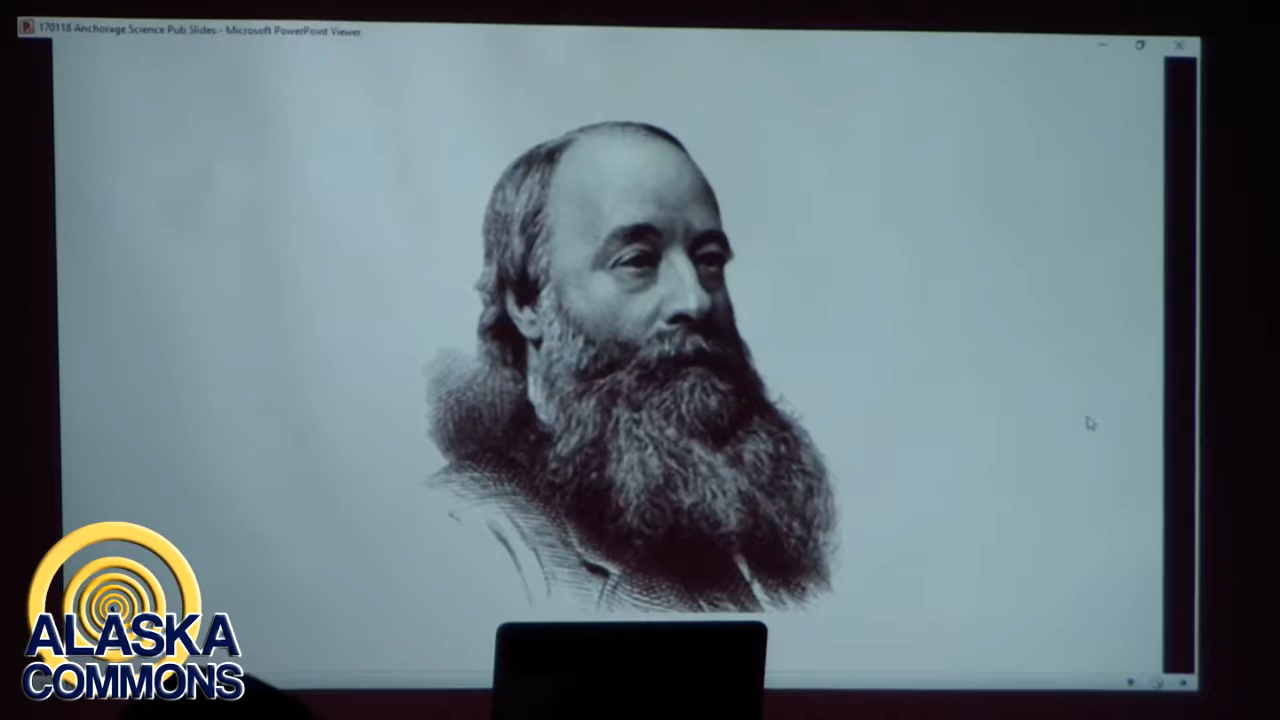 170118 Anchorage Science Pub Slides - Microsoft PowerPoint Viewer
ALASKA
COMMONS